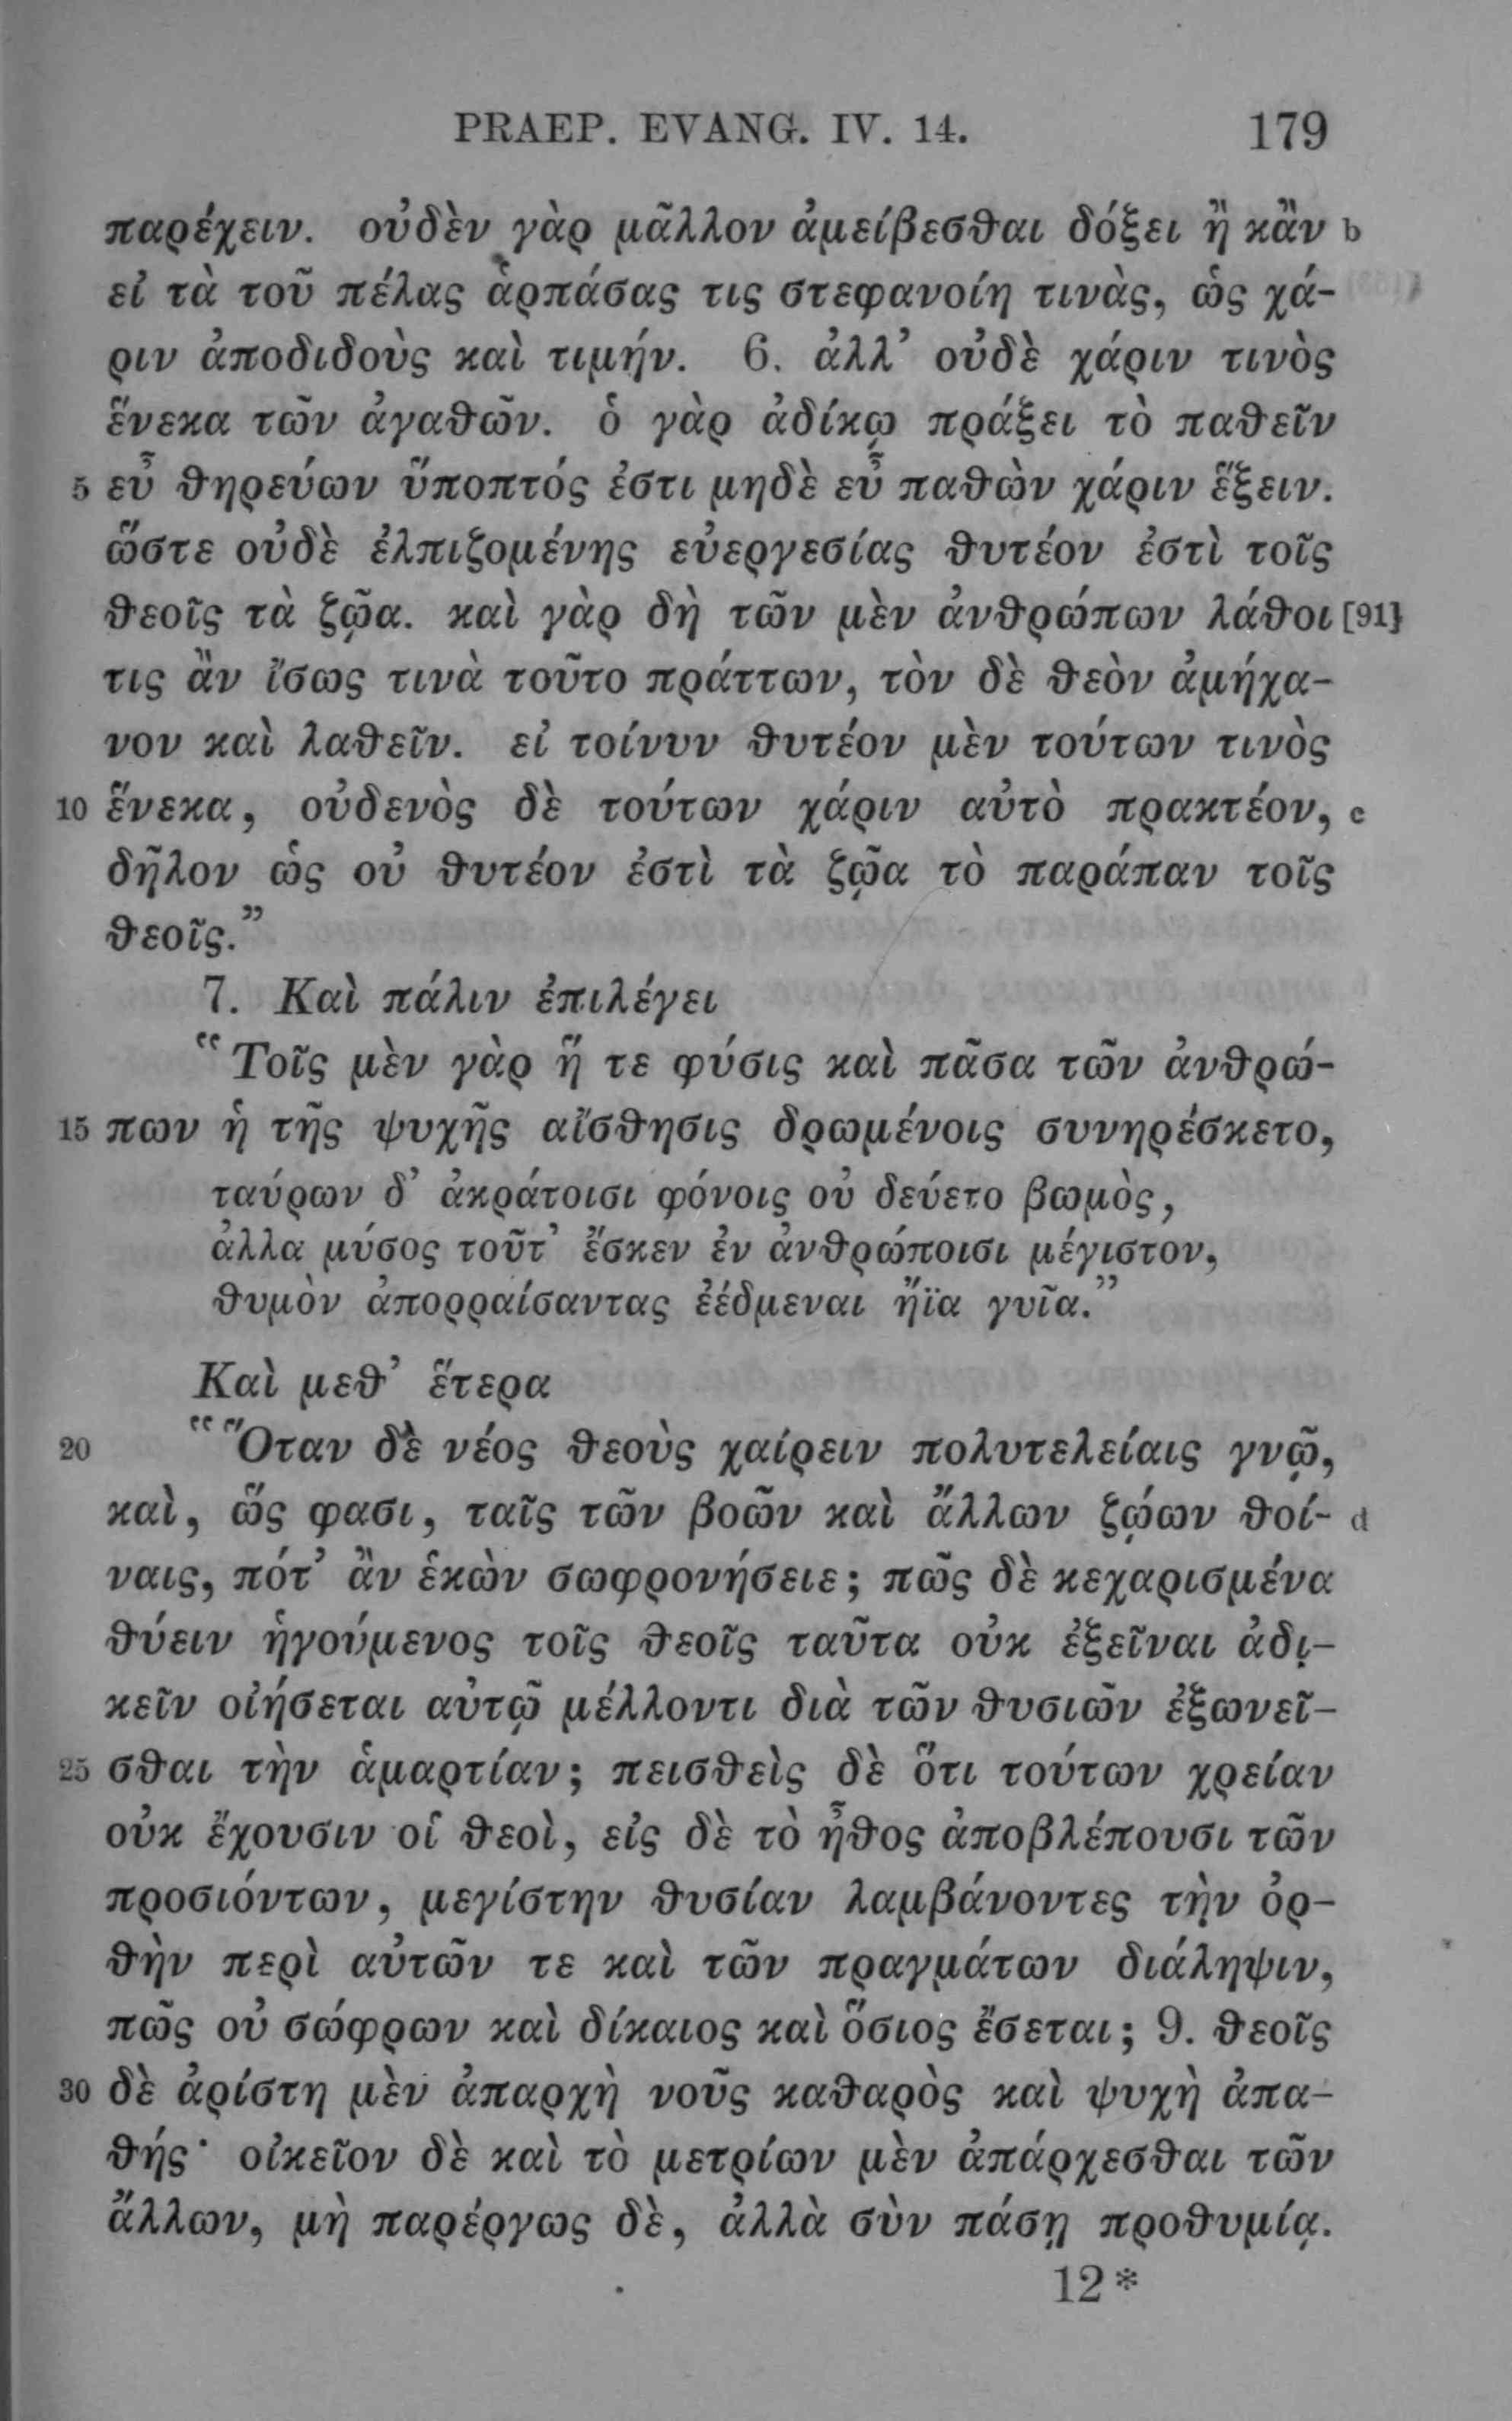 PRAEP. EVANG. IV. 14. 179
παρέχειν. οὐδὲν γὰρ μᾶλλον ἀμείβεσθαι δόξει ἢ κἂν b
εἰ τὰ τοῦ πέλας ἁρπάσας τις στεφανοίη τινὰς, ὡς χά-
ριν ἀποδιδοὺς καὶ τιμήν. 6. ἀλλ’ οὐδὲ χάριν τινὸς
ἕνεκα τῶν ἀγαθῶν. ὁ γὰρ ἀδίκῳ πράξει τὸ παθεῖν
5 εὖ θηρεύων ὕποπτός ἐστι μηδὲ εὖ παθὼν χάριν ἕξειν.
ὥστε οὐδὲ ἐλπιζομένης εὐεργεσίας θυτέον ἐστὶ τοῖς
θεοῖς τὰ ζῷα. καὶ γὰρ δὴ τῶν μὲν ἀνθρώπων λάθοι [91]
τις ἂν ἴσως τινὰ τοῦτο πράττων, τὸν δὲ θεὸν ἀμήχα-
νον καὶ λαθεῖν. εἰ τοίνυν θυτέον μὲν τούτων τινὸς
10 ἕνεκα, οὐδενὸς δὲ τούτων χάριν αὐτὸ πρακτέον, c
δῆλον ὡς οὐ θυτέον ἐστὶ τὰ ζῷα τὸ παράπαν τοῖς
θεοῖς.”
7. Καὶ πάλιν ἐπιλέγει
“Τοῖς μὲν γὰρ ἥ τε φύσις καὶ πᾶσα τῶν ἀνθρώ-
15 πων ἡ τῆς ψυχῆς αἴσθησις δρωμένοις συνηρέσκετο,
ταύρων δ’ ἀκράτοισι φόνοις οὐ δεύετο βωμὸς,
ἀλλα μύσος τοῦτ’ ἔσκεν ἐν ἀνθρώποισι μέγιστον,
θυμὸν ἀπορραίσαντας ἐέδμεναι ἤϊα γυῖα.”
Καὶ μεθ’ ἕτερα
20 “Ὅταν δὲ νέος θεοὺς χαίρειν πολυτελείαις γνῷ,
καὶ, ὥς φασι, ταῖς τῶν βοῶν καὶ ἄλλων ζῴων θοί- d
ναις, πότ’ ἂν ἑκὼν σωφρονήσειε; πῶς δὲ κεχαρισμένα
θύειν ἡγούμενος τοῖς θεοῖς ταῦτα οὐκ ἐξεῖναι ἀδι-
κεῖν οἰήσεται αὐτῷ μέλλοντι διὰ τῶν θυσιῶν ἐξωνεῖ-
25 σθαι τὴν ἁμαρτίαν; πεισθεὶς δὲ ὅτι τούτων χρείαν
οὐκ ἔχουσιν οἱ θεοὶ, εἰς δὲ τὸ ἦθος ἀποβλέπουσι τῶν
προσιόντων, μεγίστην θυσίαν λαμβάνοντες τὴν ὀρ-
θὴν περὶ αὐτῶν τε καὶ τῶν πραγμάτων διάληψιν,
πῶς οὐ σώφρων καὶ δίκαιος καὶ ὅσιος ἔσεται; 9. θεοῖς
30 δὲ ἀρίστη μὲν ἀπαρχὴ νοῦς καθαρὸς καὶ ψυχὴ ἀπα-
θής· οἰκεῖον δὲ καὶ τὸ μετρίων μὲν ἀπάρχεσθαι τῶν
ἄλλων, μὴ παρέργως δὲ, ἀλλὰ σὺν πάσῃ προθυμίᾳ.
12*